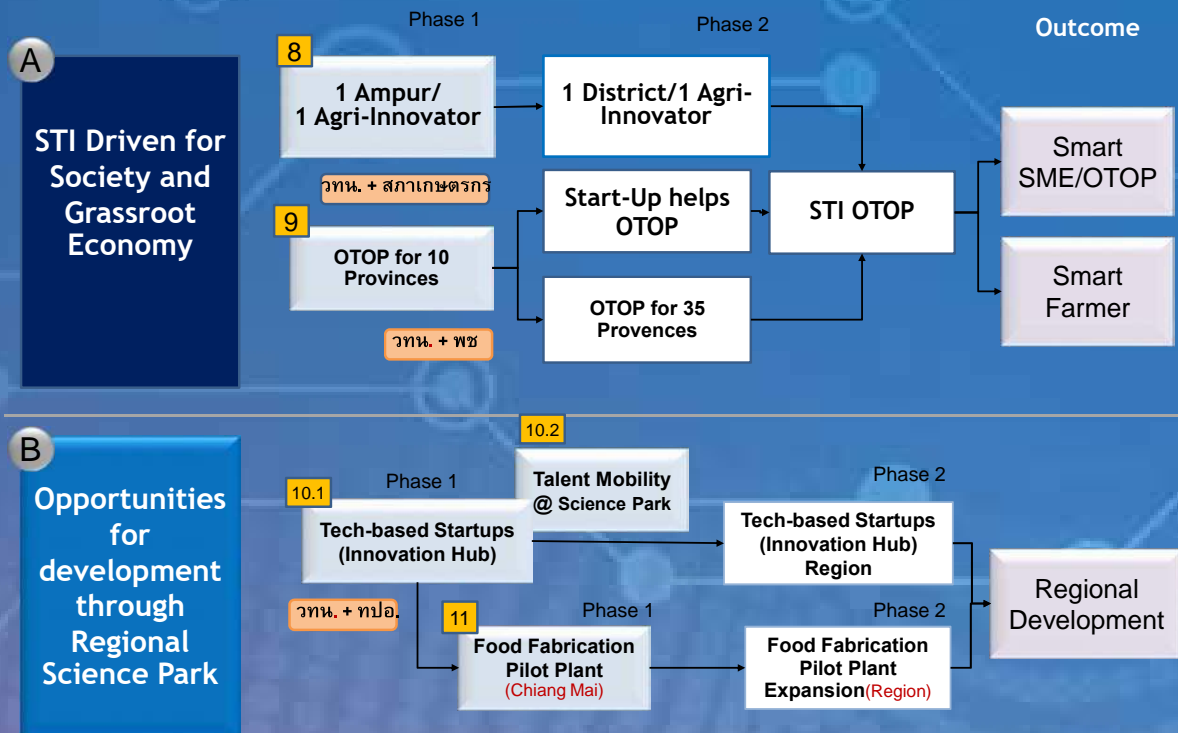 Phase 1
Phase 2
Outcome
A
STI Driven for
Society and
Grassroot
Economy
8
1 Ampur/
1 Agri-Innovator
1 District/1 Agri-
Innovator
วทน. + สภาเกษตรกร
9
OTOP for 10
Provinces
Start-Up helps
OTOP
OTOP for 35
Provences
วทน. + พช
STI OTOP
Smart
SME/OTOP
Smart
Farmer
B
Opportunities
for
development
through
Regional
Science Park
Phase 1
10.1
Tech-based Startups
(Innovation Hub)
10.2
Talent Mobility
@ Science Park
Phase 2
Tech-based Startups
(Innovation Hub)
Region
วทน. + ทปอ.
11
Phase 1
Food Fabrication
Pilot Plant
(Chiang Mai)
Phase 2
Food Fabrication
Pilot Plant
Expansion(Region)
Regional
Development